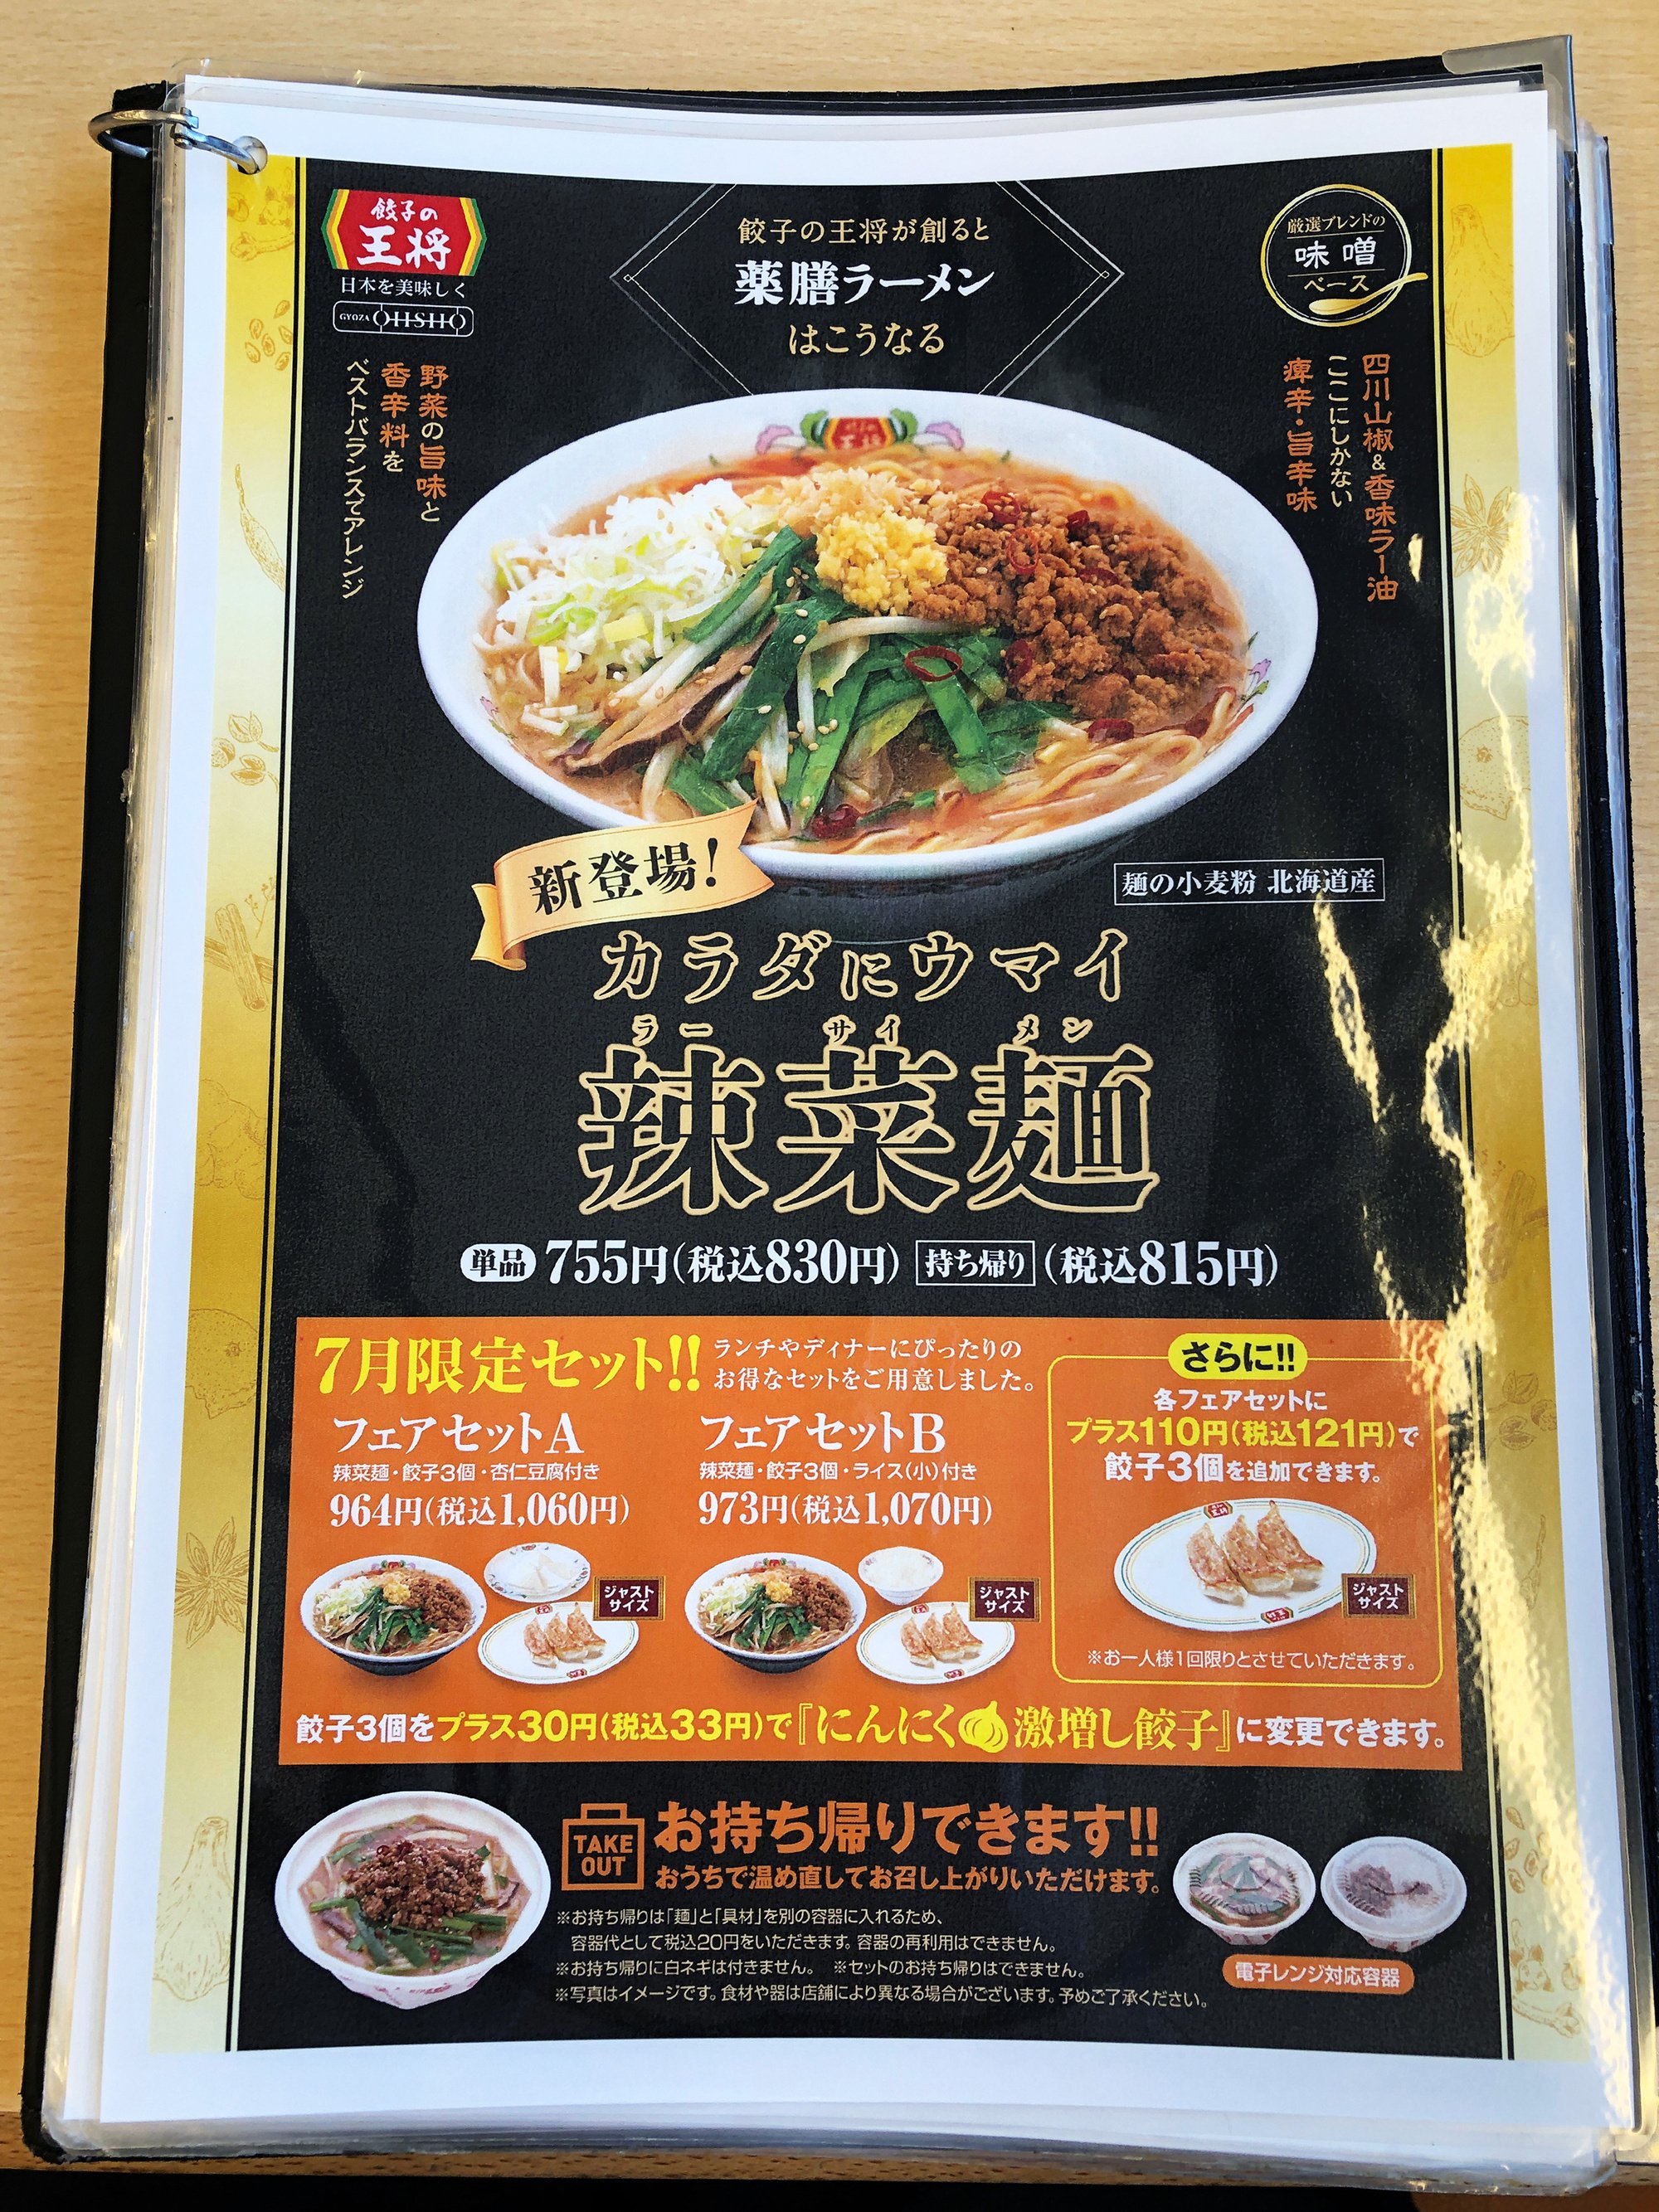 餃子の
王将
日本を美味しく
GYOZA OHSHO
餃子の王将が創ると
薬膳ラーメン
はこうなる
厳選ブレンドの
味噌
ベース
野菜の旨味と
香辛料を
ベストバランスでアレンジ
四川山椒&香味ラー油
ここにしかない
痺辛・旨辛味
新登場!
麺の小麦粉 北海道産
カラダにウマイ
ラーサイメン
辣菜麺
単品 755円(税込830円) 持ち帰り (税込815円)
7月限定セット!!
ランチやディナーにぴったりの
お得なセットをご用意しました。
フェアセットA
辣菜麺・餃子3個・杏仁豆腐付き
964円(税込1,060円)
ジャスト
サイズ
フェアセットB
辣菜麺・餃子3個・ライス(小)付き
973円(税込1,070円)
ジャスト
サイズ
さらに!!
各フェアセットに
プラス110円(税込121円)で
餃子3個を追加できます。
ジャスト
サイズ
※お一人様1回限りとさせていただきます。
餃子3個をプラス30円(税込33円)で『にんにく激増し餃子』に変更できます。
TAKE
OUT
お持ち帰りできます!!
おうちで温め直してお召し上がりいただけます。
※お持ち帰りは「麺」と「具材」を別の容器に入れるため、
容器代として税込20円をいただきます。容器の再利用はできません。
※お持ち帰りに白ネギは付きません。 ※セットのお持ち帰りはできません。
※写真はイメージです。食材や器は店舗により異なる場合がございます。予めご了承ください。
電子レンジ対応容器